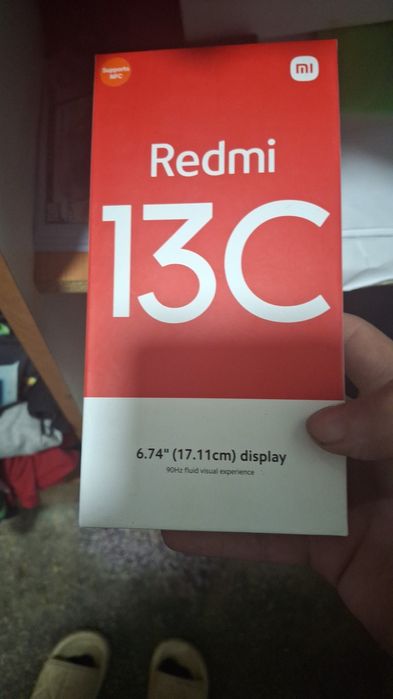 Supports
NFC
mi
Redmi
13C
6.74" (17.11cm) display
90Hz fluid visual experience